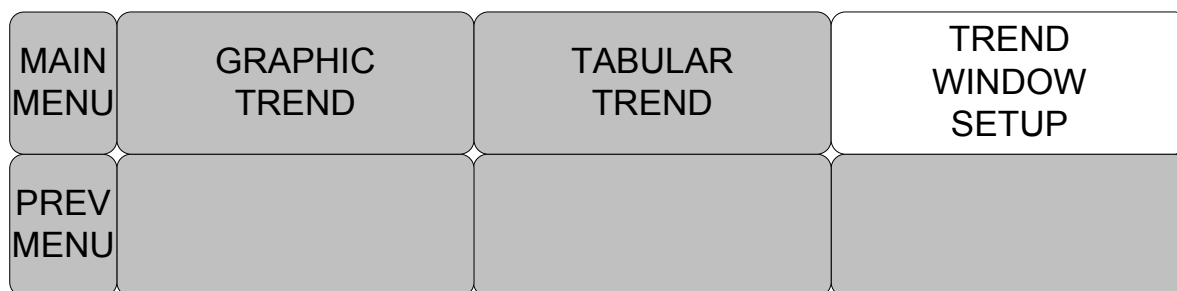 MAIN
MENU
GRAPHIC
TREND
TABULAR
TREND
TREND
WINDOW
SETUP
PREV
MENU